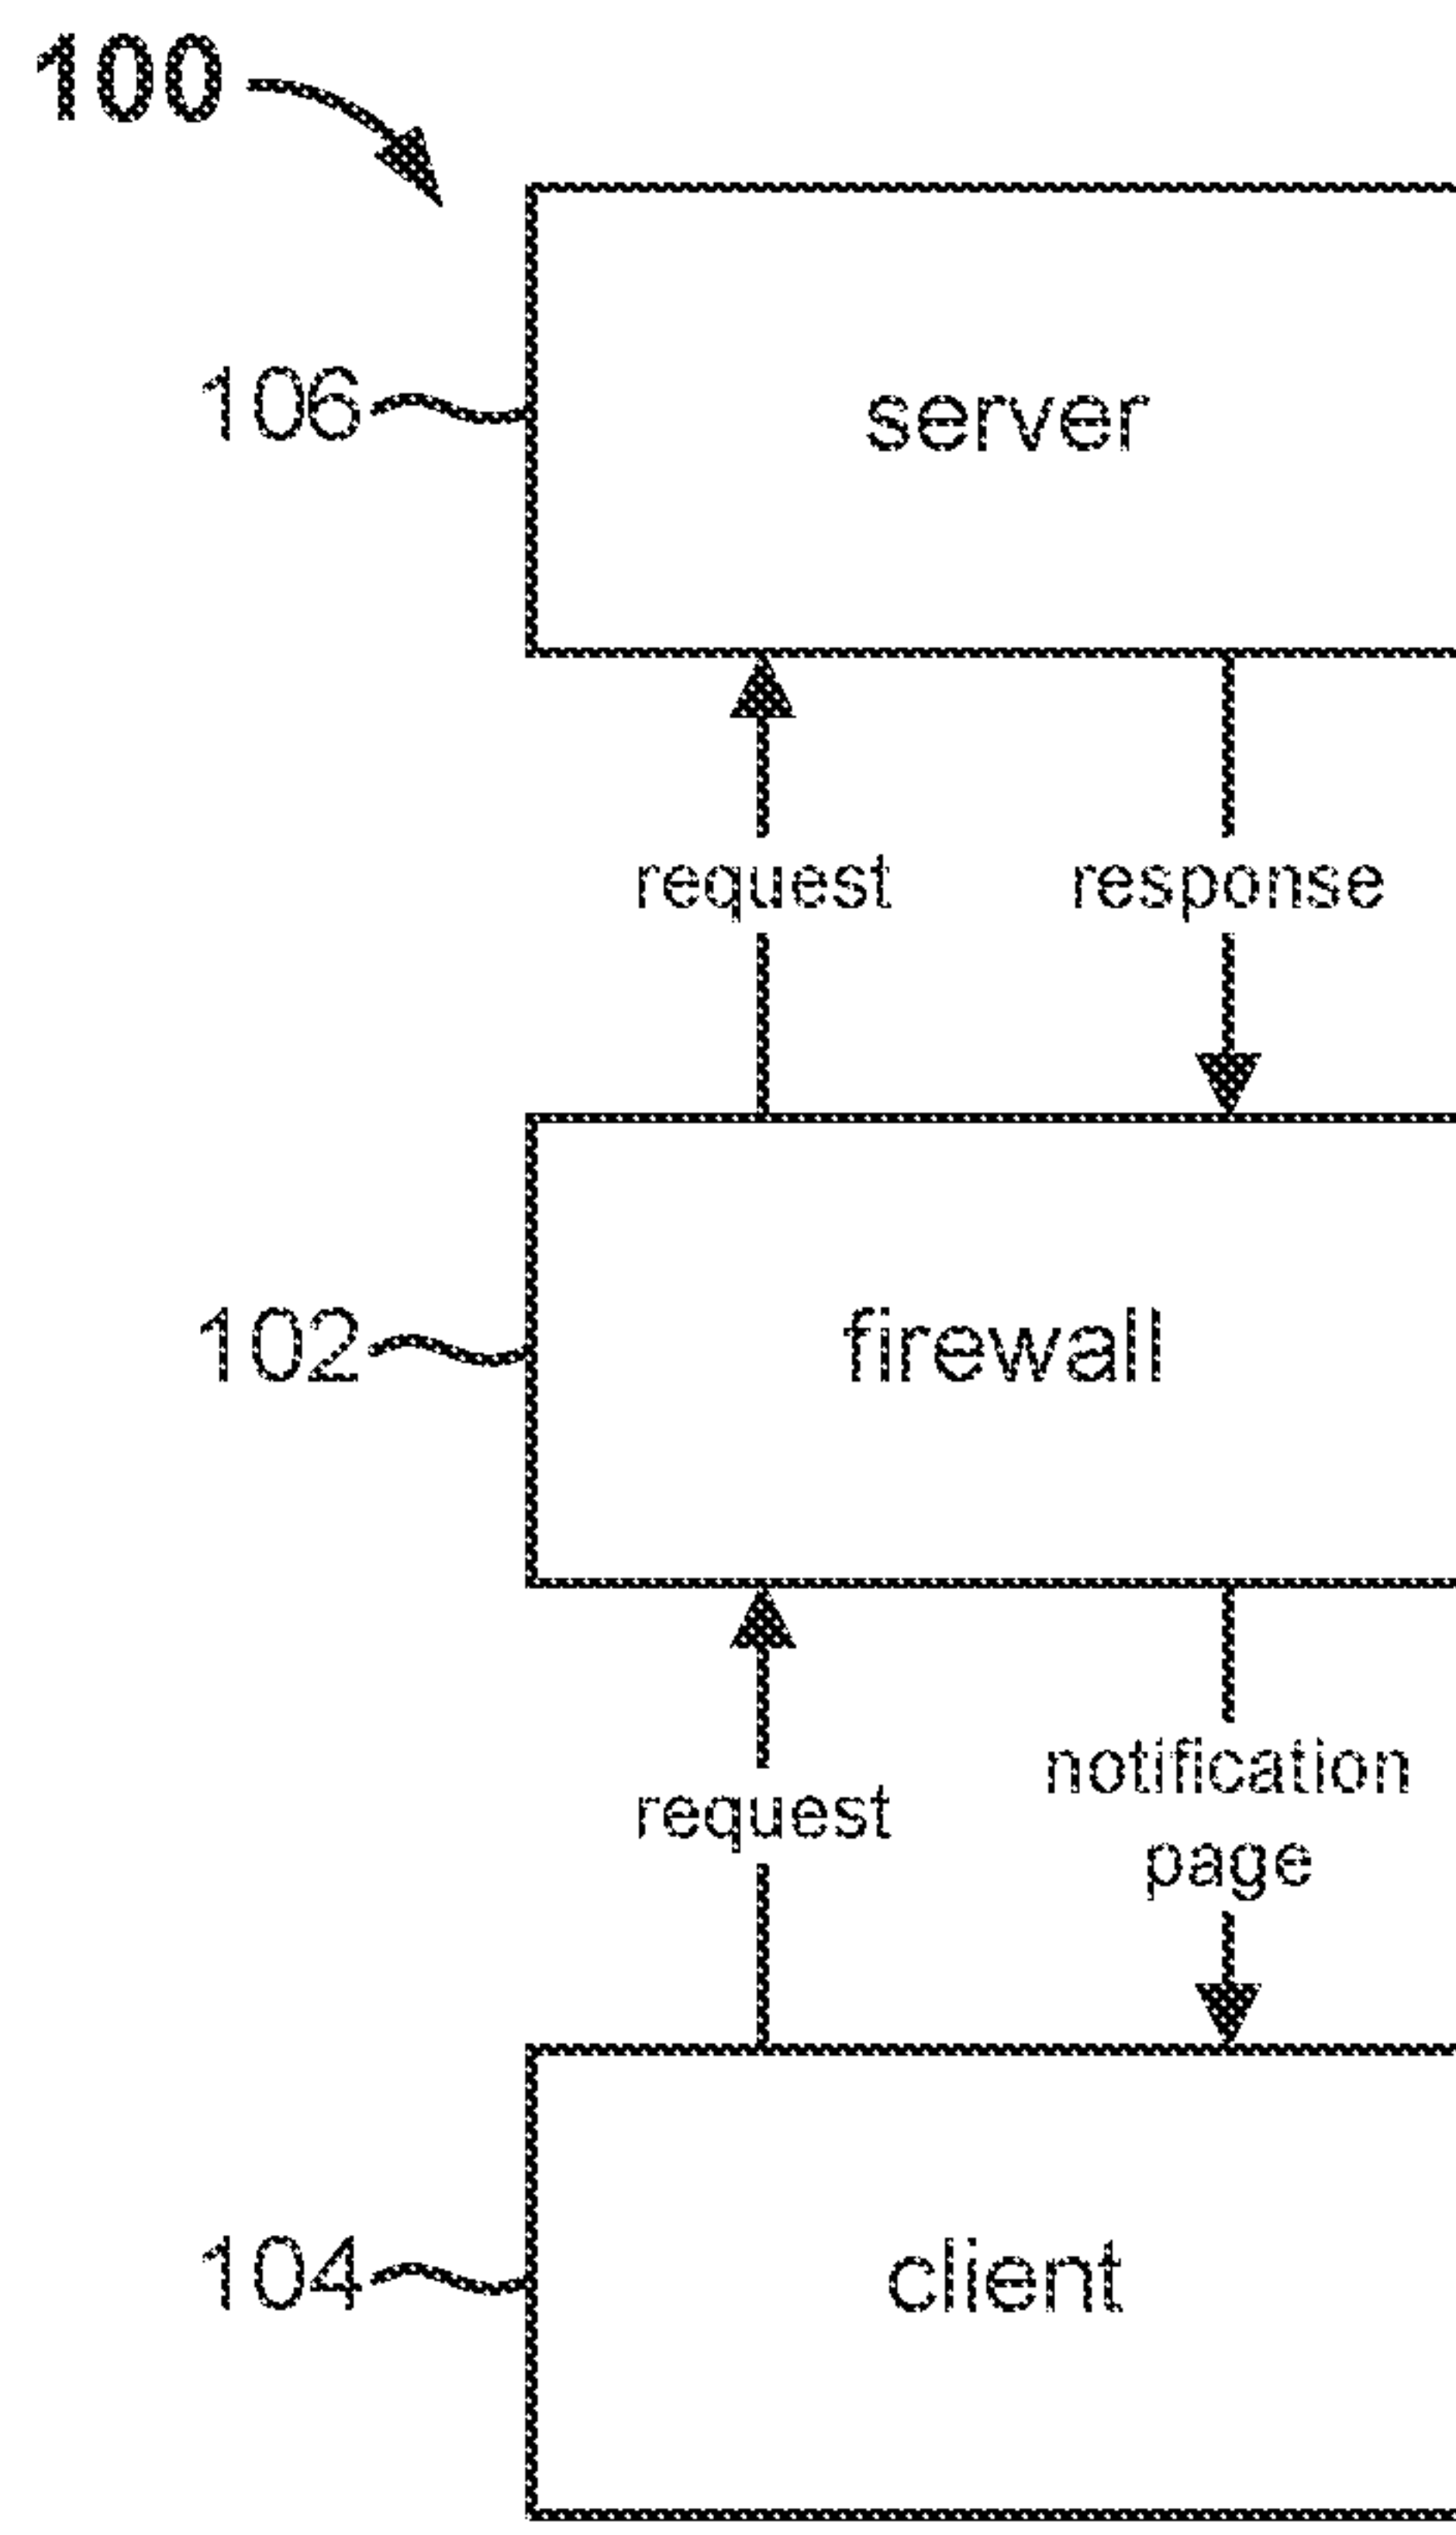 100
106
server
request
response
102
firewall
request
notification
page
104
client